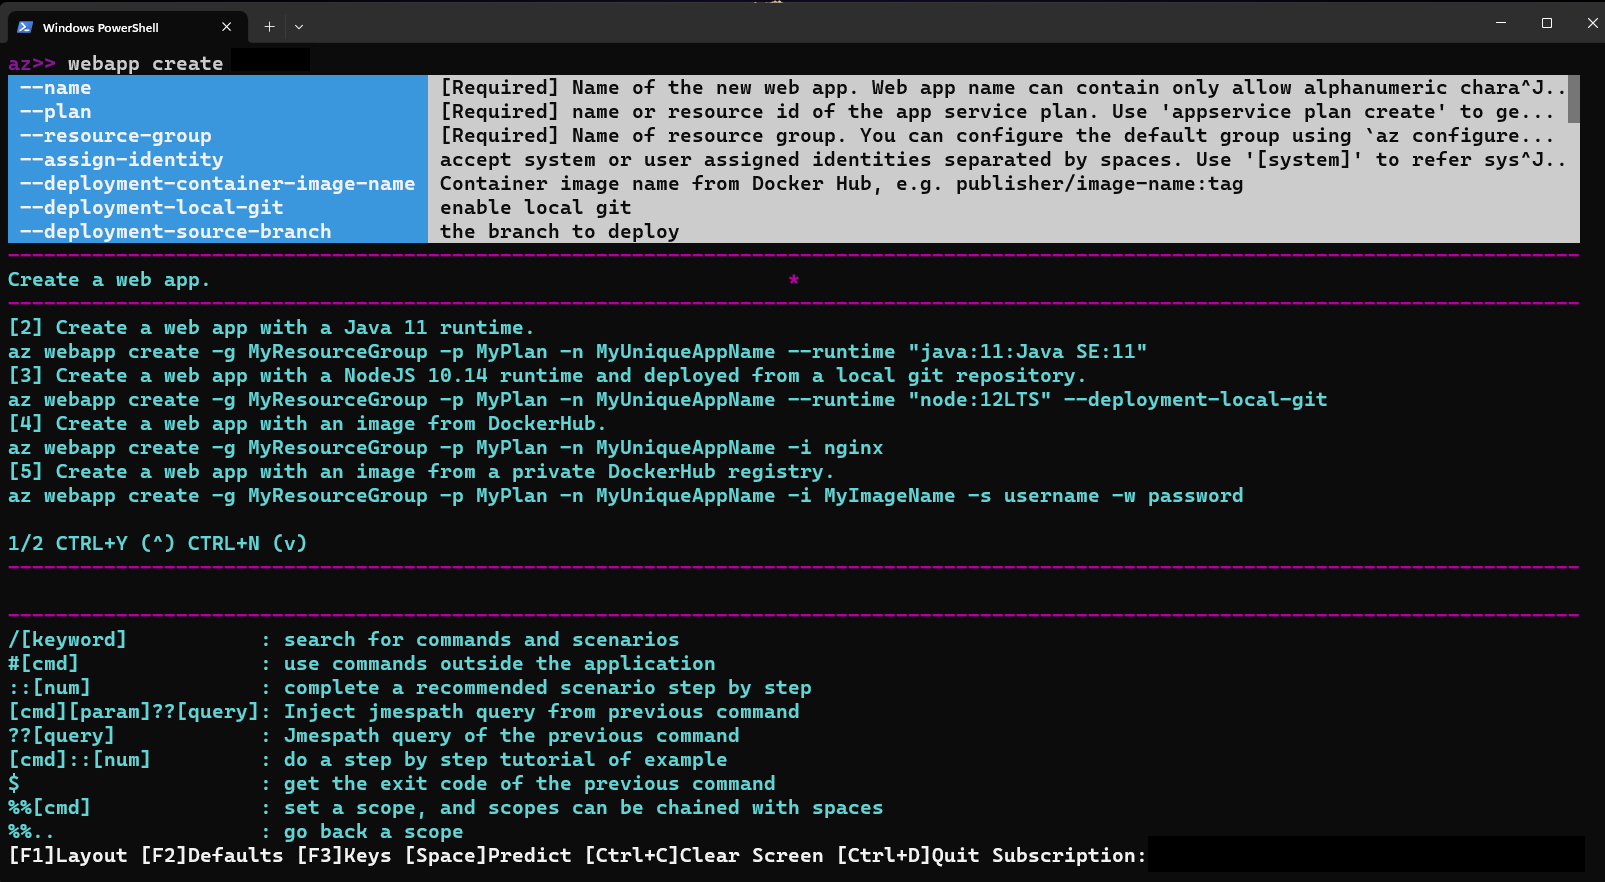 Windows PowerShell
az>> webapp create
--name [Required] Name of the new web app. Web app name can contain only allow alphanumeric chara^J..
--plan [Required] name or resource id of the app service plan. Use 'appservice plan create' to ge...
--resource-group [Required] Name of resource group. You can configure the default group using `az configure...
--assign-identity accept system or user assigned identities separated by spaces. Use '[system]' to refer sys^J..
--deployment-container-image-name Container image name from Docker Hub, e.g. publisher/image-name:tag
--deployment-local-git enable local git
--deployment-source-branch the branch to deploy
Create a web app. *
[2] Create a web app with a Java 11 runtime.
az webapp create -g MyResourceGroup -p MyPlan -n MyUniqueAppName --runtime "java:11:Java SE:11"
[3] Create a web app with a NodeJS 10.14 runtime and deployed from a local git repository.
az webapp create -g MyResourceGroup -p MyPlan -n MyUniqueAppName --runtime "node:12LTS" --deployment-local-git
[4] Create a web app with an image from DockerHub.
az webapp create -g MyResourceGroup -p MyPlan -n MyUniqueAppName -i nginx
[5] Create a web app with an image from a private DockerHub registry.
az webapp create -g MyResourceGroup -p MyPlan -n MyUniqueAppName -i MyImageName -s username -w password
1/2 CTRL+Y (^) CTRL+N (v)
/[keyword] : search for commands and scenarios
#[cmd] : use commands outside the application
::[num] : complete a recommended scenario step by step
[cmd][param]??[query]: Inject jmespath query from previous command
??[query] : Jmespath query of the previous command
[cmd]::[num] : do a step by step tutorial of example
$ : get the exit code of the previous command
%%[cmd] : set a scope, and scopes can be chained with spaces
%%.. : go back a scope
[F1]Layout [F2]Defaults [F3]Keys [Space]Predict [Ctrl+C]Clear Screen [Ctrl+D]Quit Subscription: